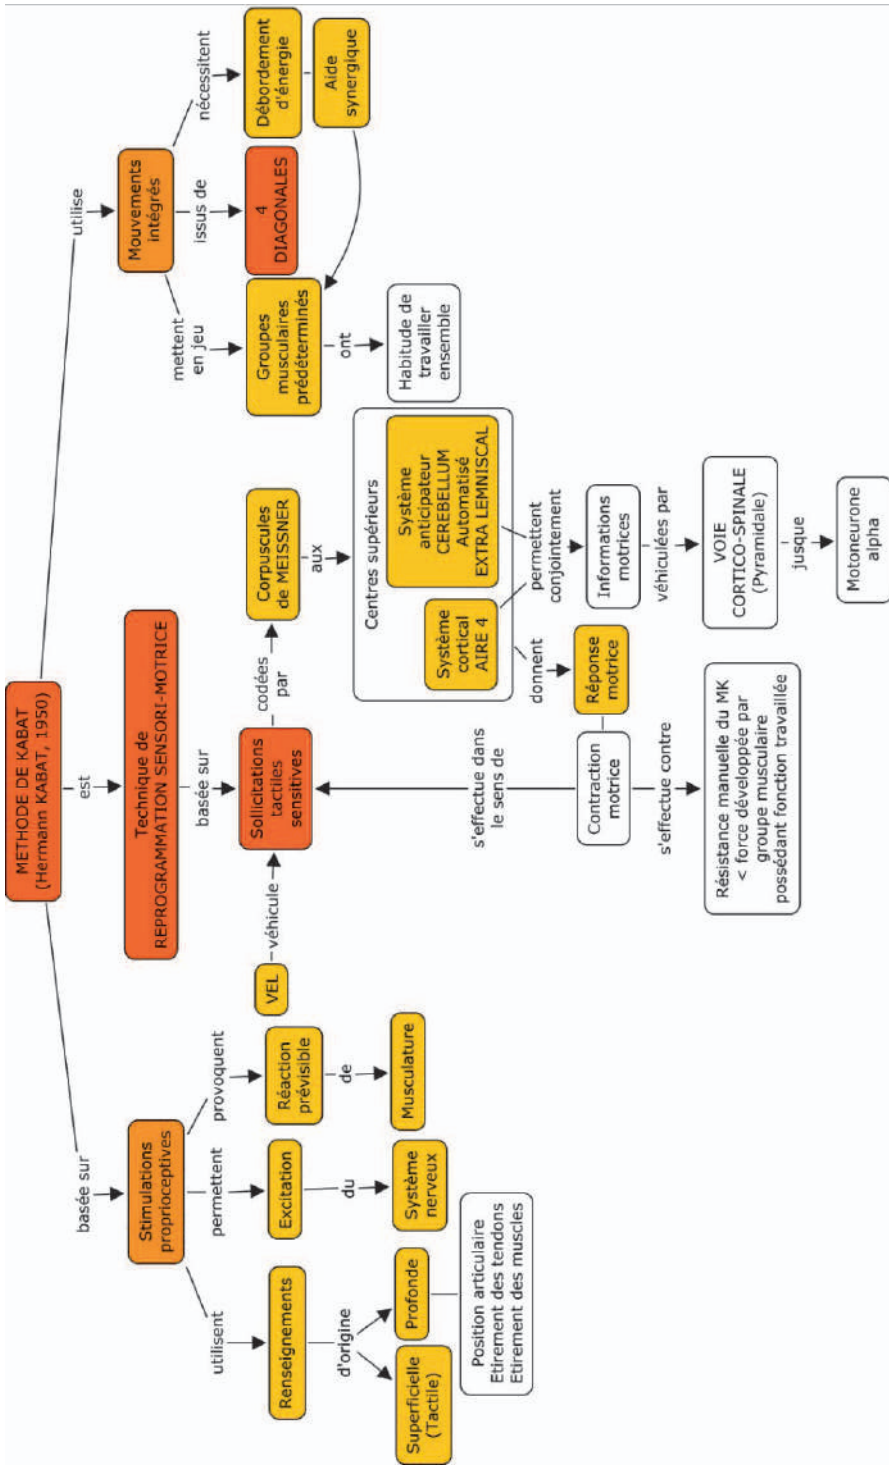 METHODE DE KABAT
(Hermann KABAT, 1950)
basée sur
est
utilise
Stimulations
proprioceptives
Technique de
REPROGRAMMATION SENSORI-MOTRICE
Mouvements
intégrés
utilisent
permettent
provoquent
basée sur
mettent
en jeu
issus de
nécessitent
Renseignements
Excitation
Réaction
prévisible
VEL
véhicule
Sollicitations
tactiles
sensitives
codées
par
Corpuscules
de MEISSNER
Groupes
musculaires
prédéterminés
4
DIAGONALES
Débordement
d'énergie
Aide
synergique
d'origine
du
de
aux
ont
Superficielle
(Tactile)
Profonde
Système
nerveux
Musculature
Centres supérieurs
Système
cortical
AIRE 4
Système
anticipateur
CEREBELLUM
Automatisé
EXTRA LEMNISCAL
Habitude de
travailler
ensemble
Position articulaire
Etirement des tendons
Etirement des muscles
s'effectue dans
le sens de
donnent
permettent
conjointement
Contraction
motrice
Réponse
motrice
Informations
motrices
s'effectue contre
véhiculées par
Résistance manuelle du MK
< force développée par
groupe musculaire
possédant fonction travaillée
VOIE
CORTICO-SPINALE
(Pyramidale)
jusque
Motoneurone
alpha